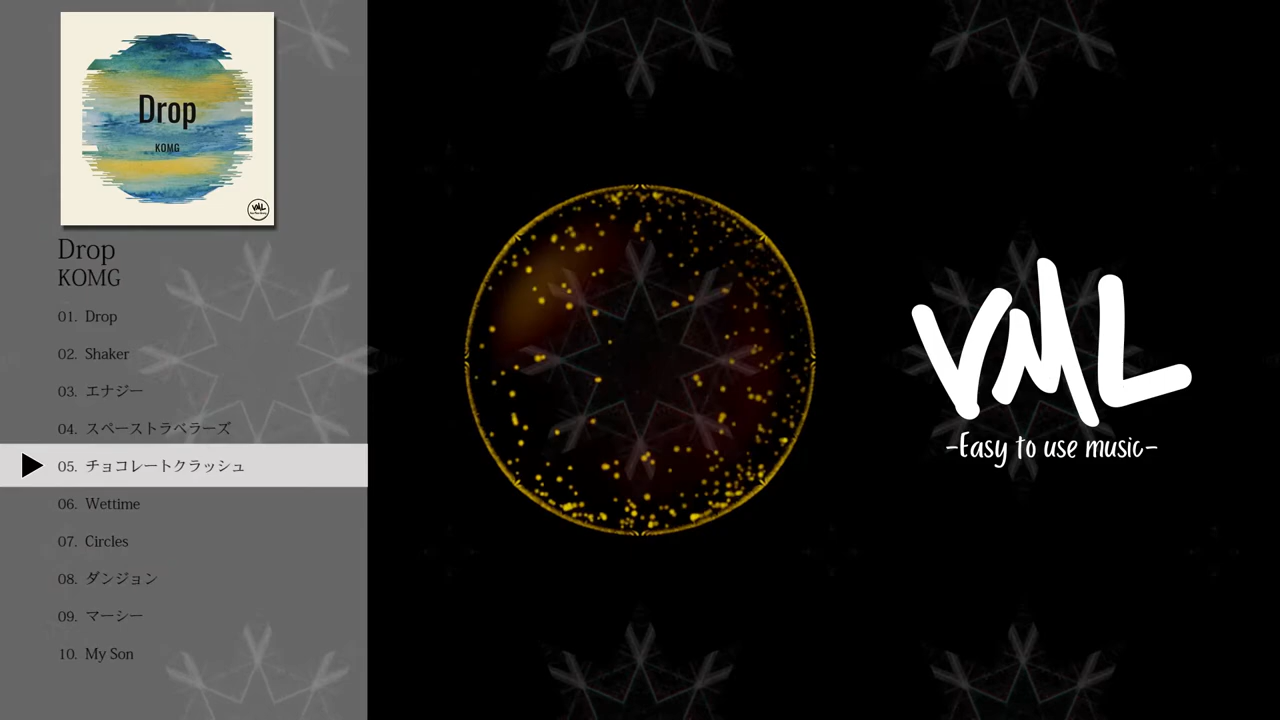 Drop
KOMG
VML
Drop
KOMG
01. Drop
02. Shaker
03. エナジー
04. スペーストラベラーズ
05. チョコレートクラッシュ
06. Wettime
07. Circles
08. ダンジョン
09. マーシー
10. My Son
VML
-Easy to use music-